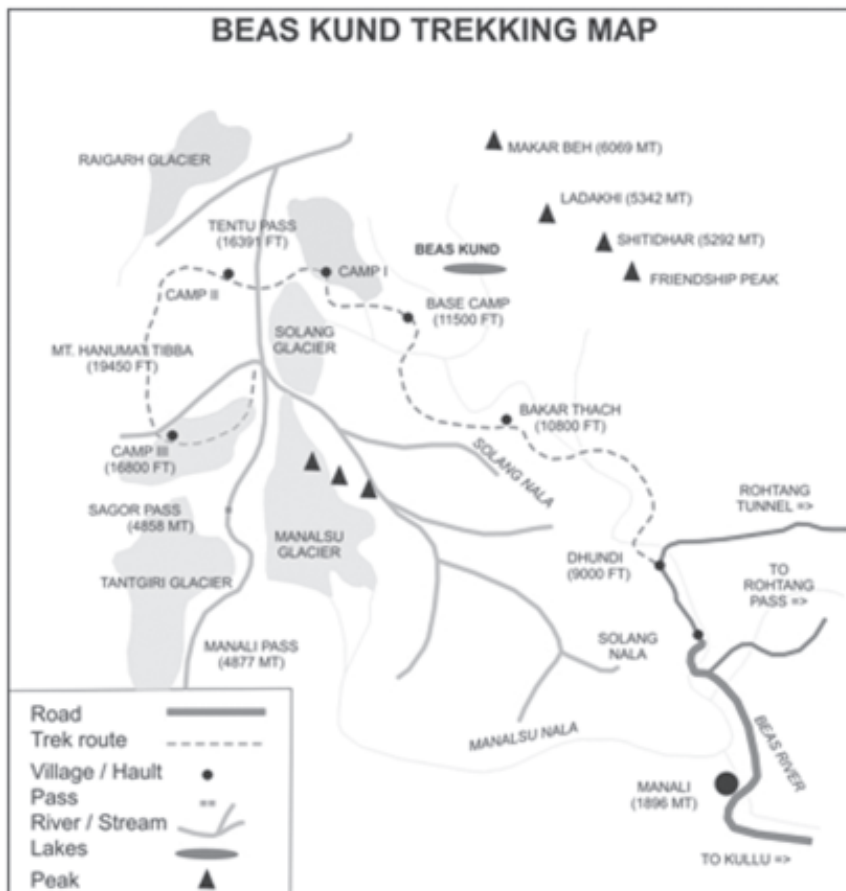 BEAS KUND TREKKING MAP
RAIGARH GLACIER
MAKAR BEH (6069 MT)
LADAKHI (5342 MT)
TENTU PASS
(16391 FT)
BEAS KUND
SHITIDHAR (5292 MT)
CAMP I
FRIENDSHIP PEAK
CAMP II
BASE CAMP
(11500 FT)
SOLANG
GLACIER
MT. HANUMATI TIBBA
(19450 FT)
BAKAR THACH
(10800 FT)
CAMP III
(16800 FT)
SOLANG NALA
SAGOR PASS
(4858 MT)
ROHTANG
TUNNEL =>
MANALSU
GLACIER
DHUNDI
(9000 FT)
TO
ROHTANG
PASS =>
TANTGIRI GLACIER
MANALI PASS
(4877 MT)
SOLANG
NALA
MANALSU NALA
BEAS RIVER
MANALI
(1896 MT)
TO KULLU =>
Road
Trek route
Village / Hault
Pass
River / Stream
Lakes
Peak